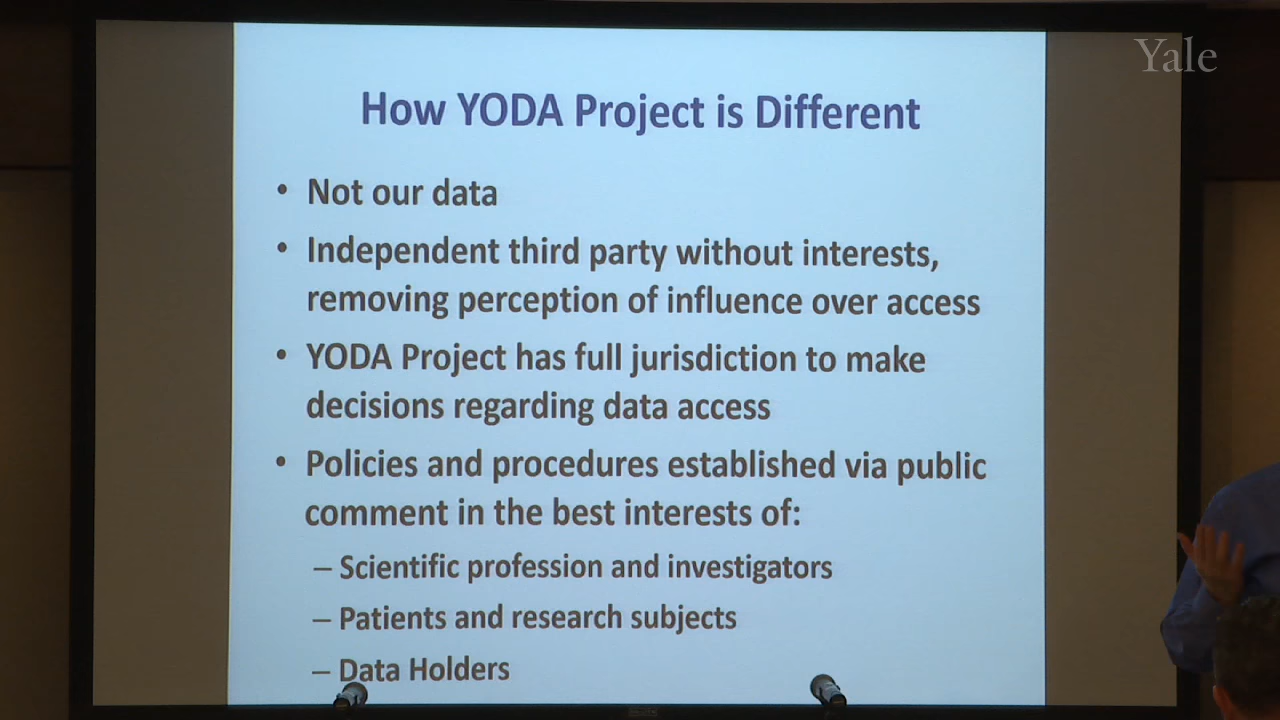 Yale
How YODA Project is Different
• Not our data
• Independent third party without interests,
removing perception of influence over access
• YODA Project has full jurisdiction to make
decisions regarding data access
• Policies and procedures established via public
comment in the best interests of:
– Scientific profession and investigators
– Patients and research subjects
– Data Holders